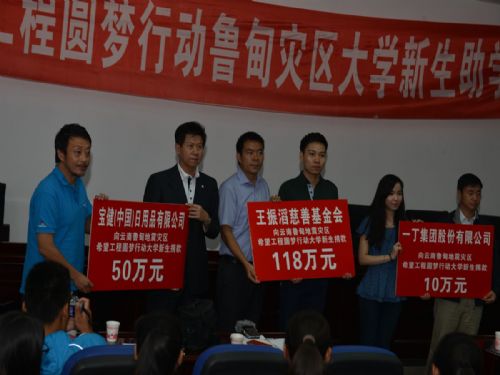 工程圆梦行动鲁甸灾区大学新生助学
宝健(中国)日用品有限公司
向云南鲁甸地震灾区
希望工程圆梦行动大学新生捐款
50万元
王振滔慈善基金会
向云南鲁甸地震灾区
希望工程圆梦行动大学新生捐款
118万元
一丁集团股份有限公司
向云南鲁甸地震灾区
希望工程圆梦行动大学新生捐款
10万元